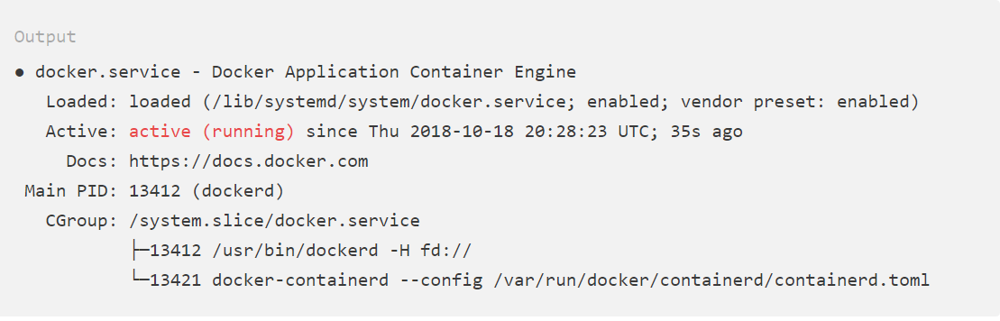 Output
● docker.service - Docker Application Container Engine
Loaded: loaded (/lib/systemd/system/docker.service; enabled; vendor preset: enabled)
Active: active (running) since Thu 2018-10-18 20:28:23 UTC; 35s ago
Docs: https://docs.docker.com
Main PID: 13412 (dockerd)
CGroup: /system.slice/docker.service
├─13412 /usr/bin/dockerd -H fd://
└─13421 docker-containerd --config /var/run/docker/containerd/containerd.toml